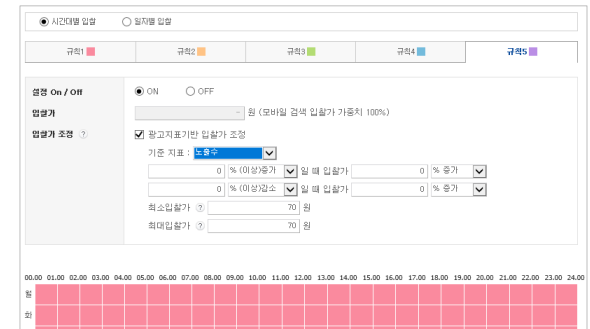 시간대별 입찰 일자별 입찰
규칙1 규칙2 규칙3 규칙4 규칙5
설정 On / Off ON OFF
입찰가 - 원 (모바일 검색 입찰가 가중치 100%)
입찰가 조정 ? 광고지표기반 입찰가 조정
기준 지표 : 노출수
0 % (이상)증가 일 때 입찰가 0 % 증가
0 % (이상)감소 일 때 입찰가 0 % 증가
최소입찰가 ? 70 원
최대입찰가 ? 70 원
00.00 01.00 02.00 03.00 04.00 05.00 06.00 07.00 08.00 09.00 10.00 11.00 12.00 13.00 14.00 15.00 16.00 17.00 18.00 19.00 20.00 21.00 22.00 23.00 24.00
월
화